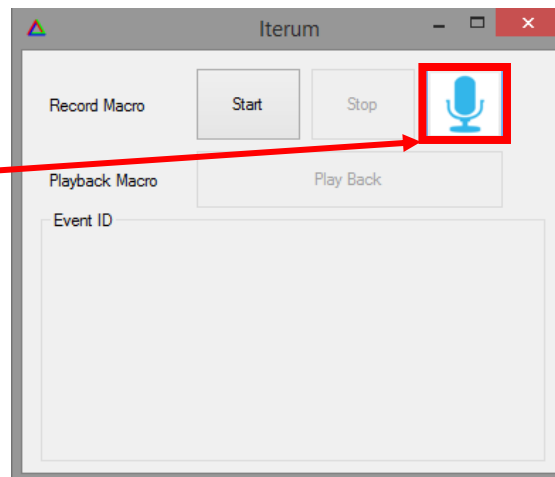 Iterum
Record Macro Start Stop
Playback Macro Play Back
Event ID